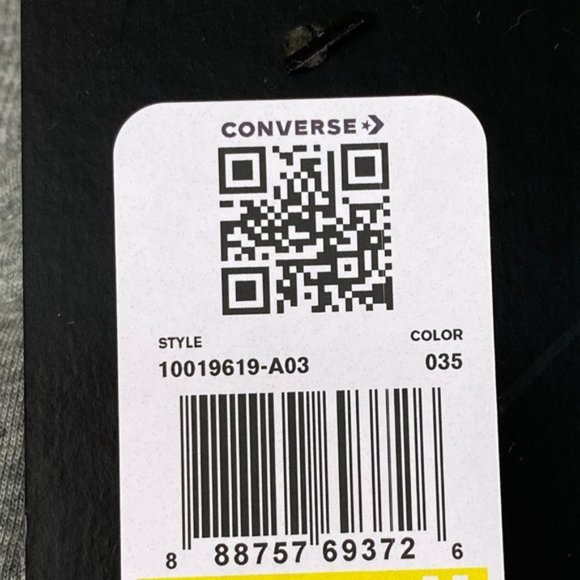 CONVERSE
STYLE COLOR
10019619-A03 035
8 88757 69372 6